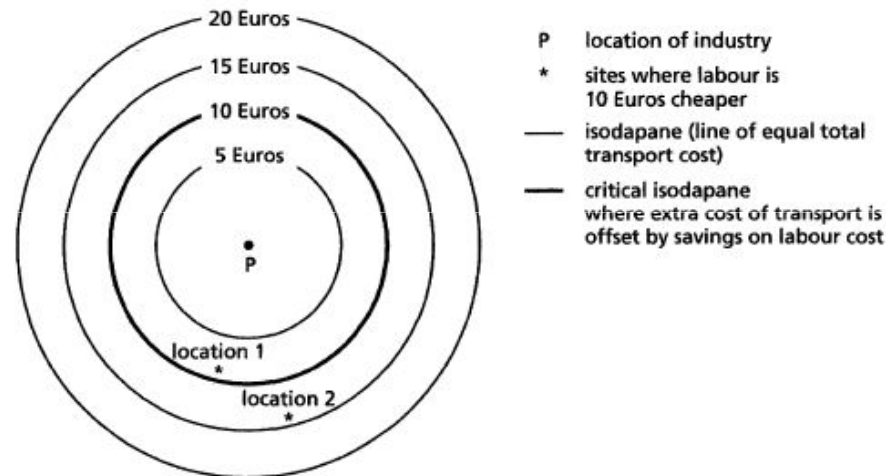 20 Euros
15 Euros
10 Euros
5 Euros
P
location 1
*
location 2
*
P location of industry
* sites where labour is
10 Euros cheaper
isodapane (line of equal total
transport cost)
critical isodapane
where extra cost of transport is
offset by savings on labour cost